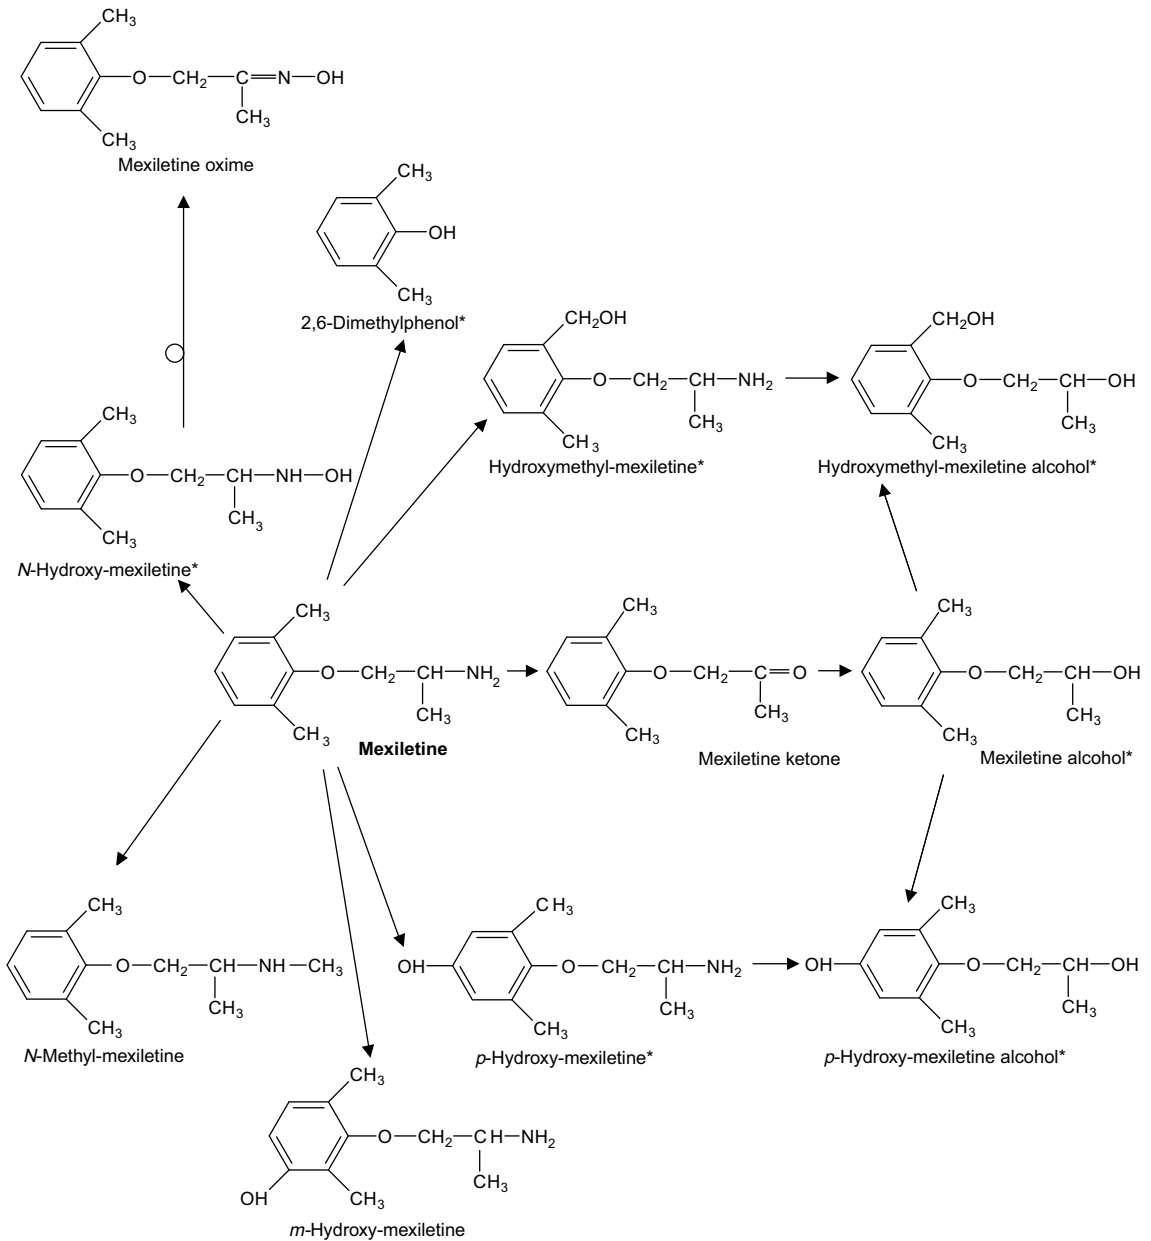 CH3
O—CH2—C=N—OH
CH3
CH3
Mexiletine oxime
CH3
OH
CH3
2,6-Dimethylphenol*
CH2OH
O—CH2—CH—NH2
CH3
CH3
Hydroxymethyl-mexiletine*
CH2OH
O—CH2—CH—OH
CH3
CH3
Hydroxymethyl-mexiletine alcohol*
CH3
O—CH2—CH—NH—OH
CH3
CH3
N-Hydroxy-mexiletine*
CH3
O—CH2—CH—NH2
CH3
CH3
Mexiletine
CH3
O—CH2—C=O
CH3
CH3
Mexiletine ketone
CH3
O—CH2—CH—OH
CH3
CH3
Mexiletine alcohol*
CH3
O—CH2—CH—NH—CH3
CH3
CH3
N-Methyl-mexiletine
CH3
OH
O—CH2—CH—NH2
CH3
CH3
p-Hydroxy-mexiletine*
CH3
OH
O—CH2—CH—OH
CH3
CH3
p-Hydroxy-mexiletine alcohol*
CH3
O—CH2—CH—NH2
CH3
OH
CH3
m-Hydroxy-mexiletine